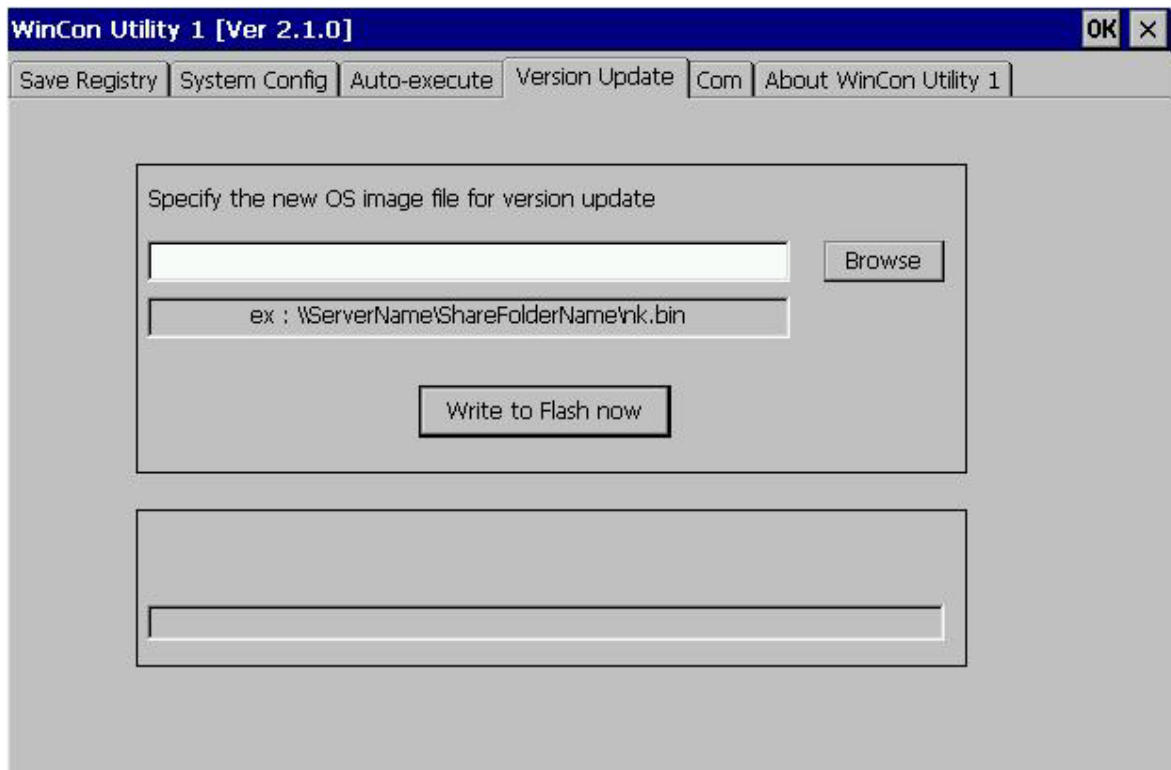 WinCon Utility 1 [Ver 2.1.0] OK ×
Save Registry System Config Auto-execute Version Update Com About WinCon Utility 1
Specify the new OS image file for version update
Browse
ex : \\ServerName\ShareFolderName\nk.bin
Write to Flash now